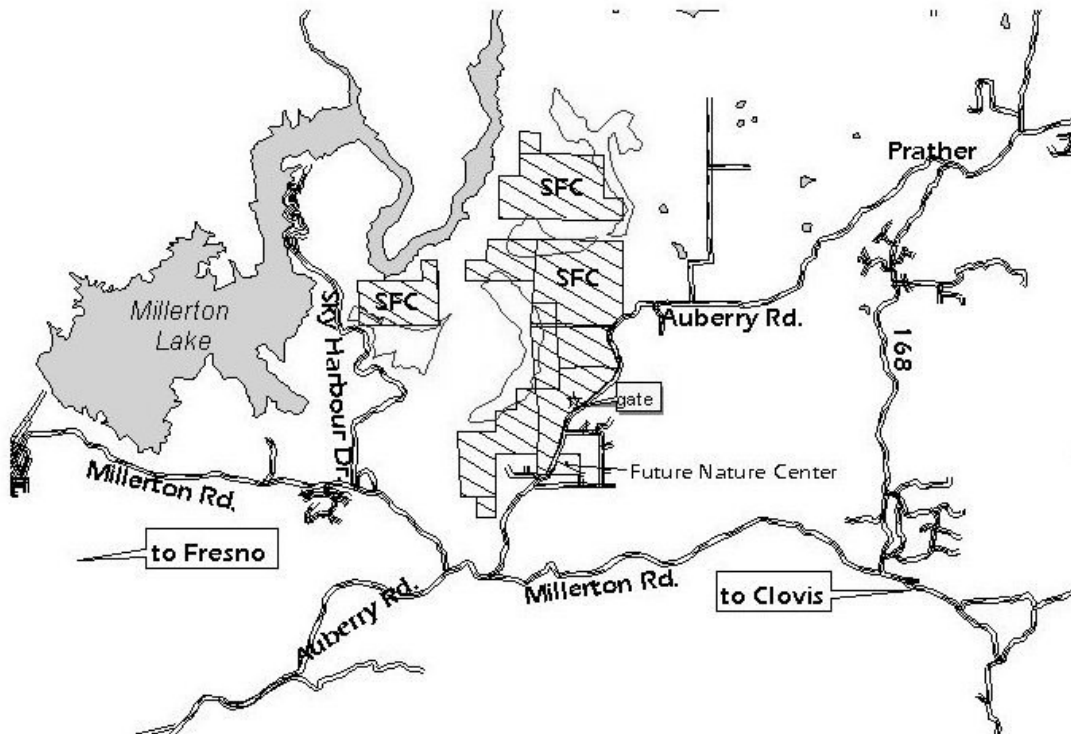 Prather
SFC
SFC
SFC
Millerton
Lake
Sky Harbour Dr.
Auberry Rd.
168
gate
Future Nature Center
Millerton Rd.
to Fresno
Millerton Rd.
to Clovis
Auberry Rd.